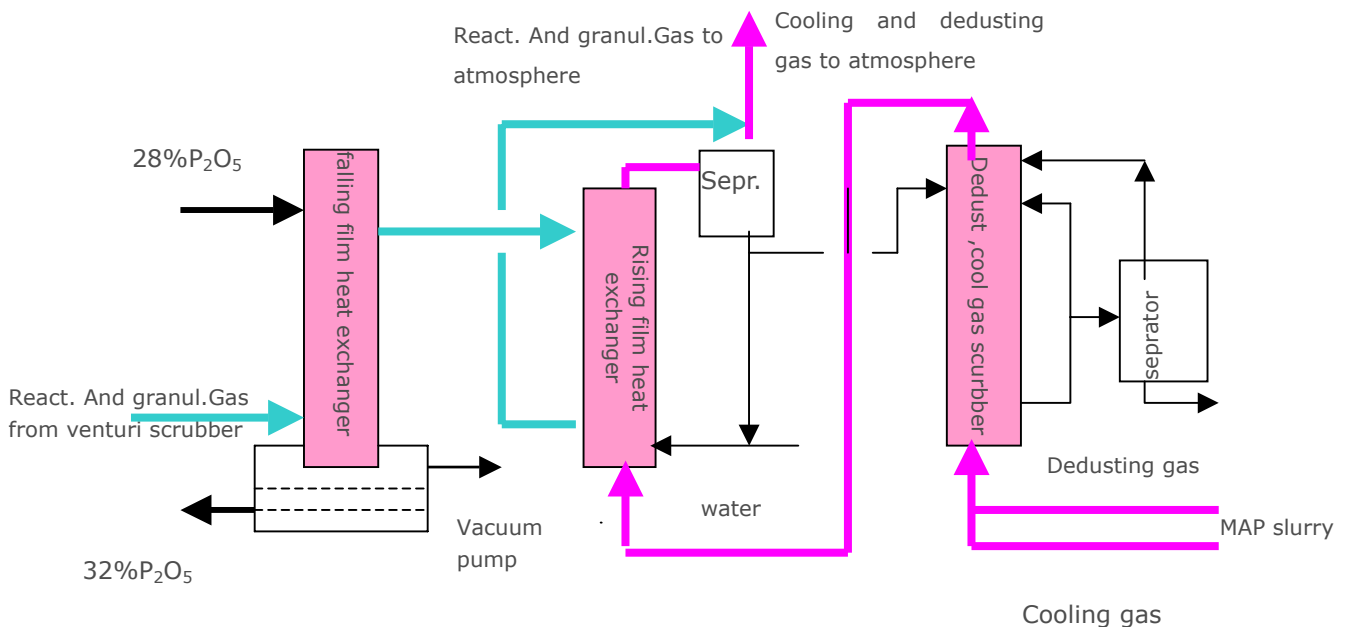 React. And granul.Gas to
atmosphere
Cooling and dedusting
gas to atmosphere
28%P₂O₅
falling film heat exchanger
Sepr.
Rising film heat
exchanger
Dedust ,cool gas scurbber
seprator
React. And granul.Gas
from venturi scrubber
Dedusting gas
water
Vacuum
pump
MAP slurry
32%P₂O₅
Cooling gas